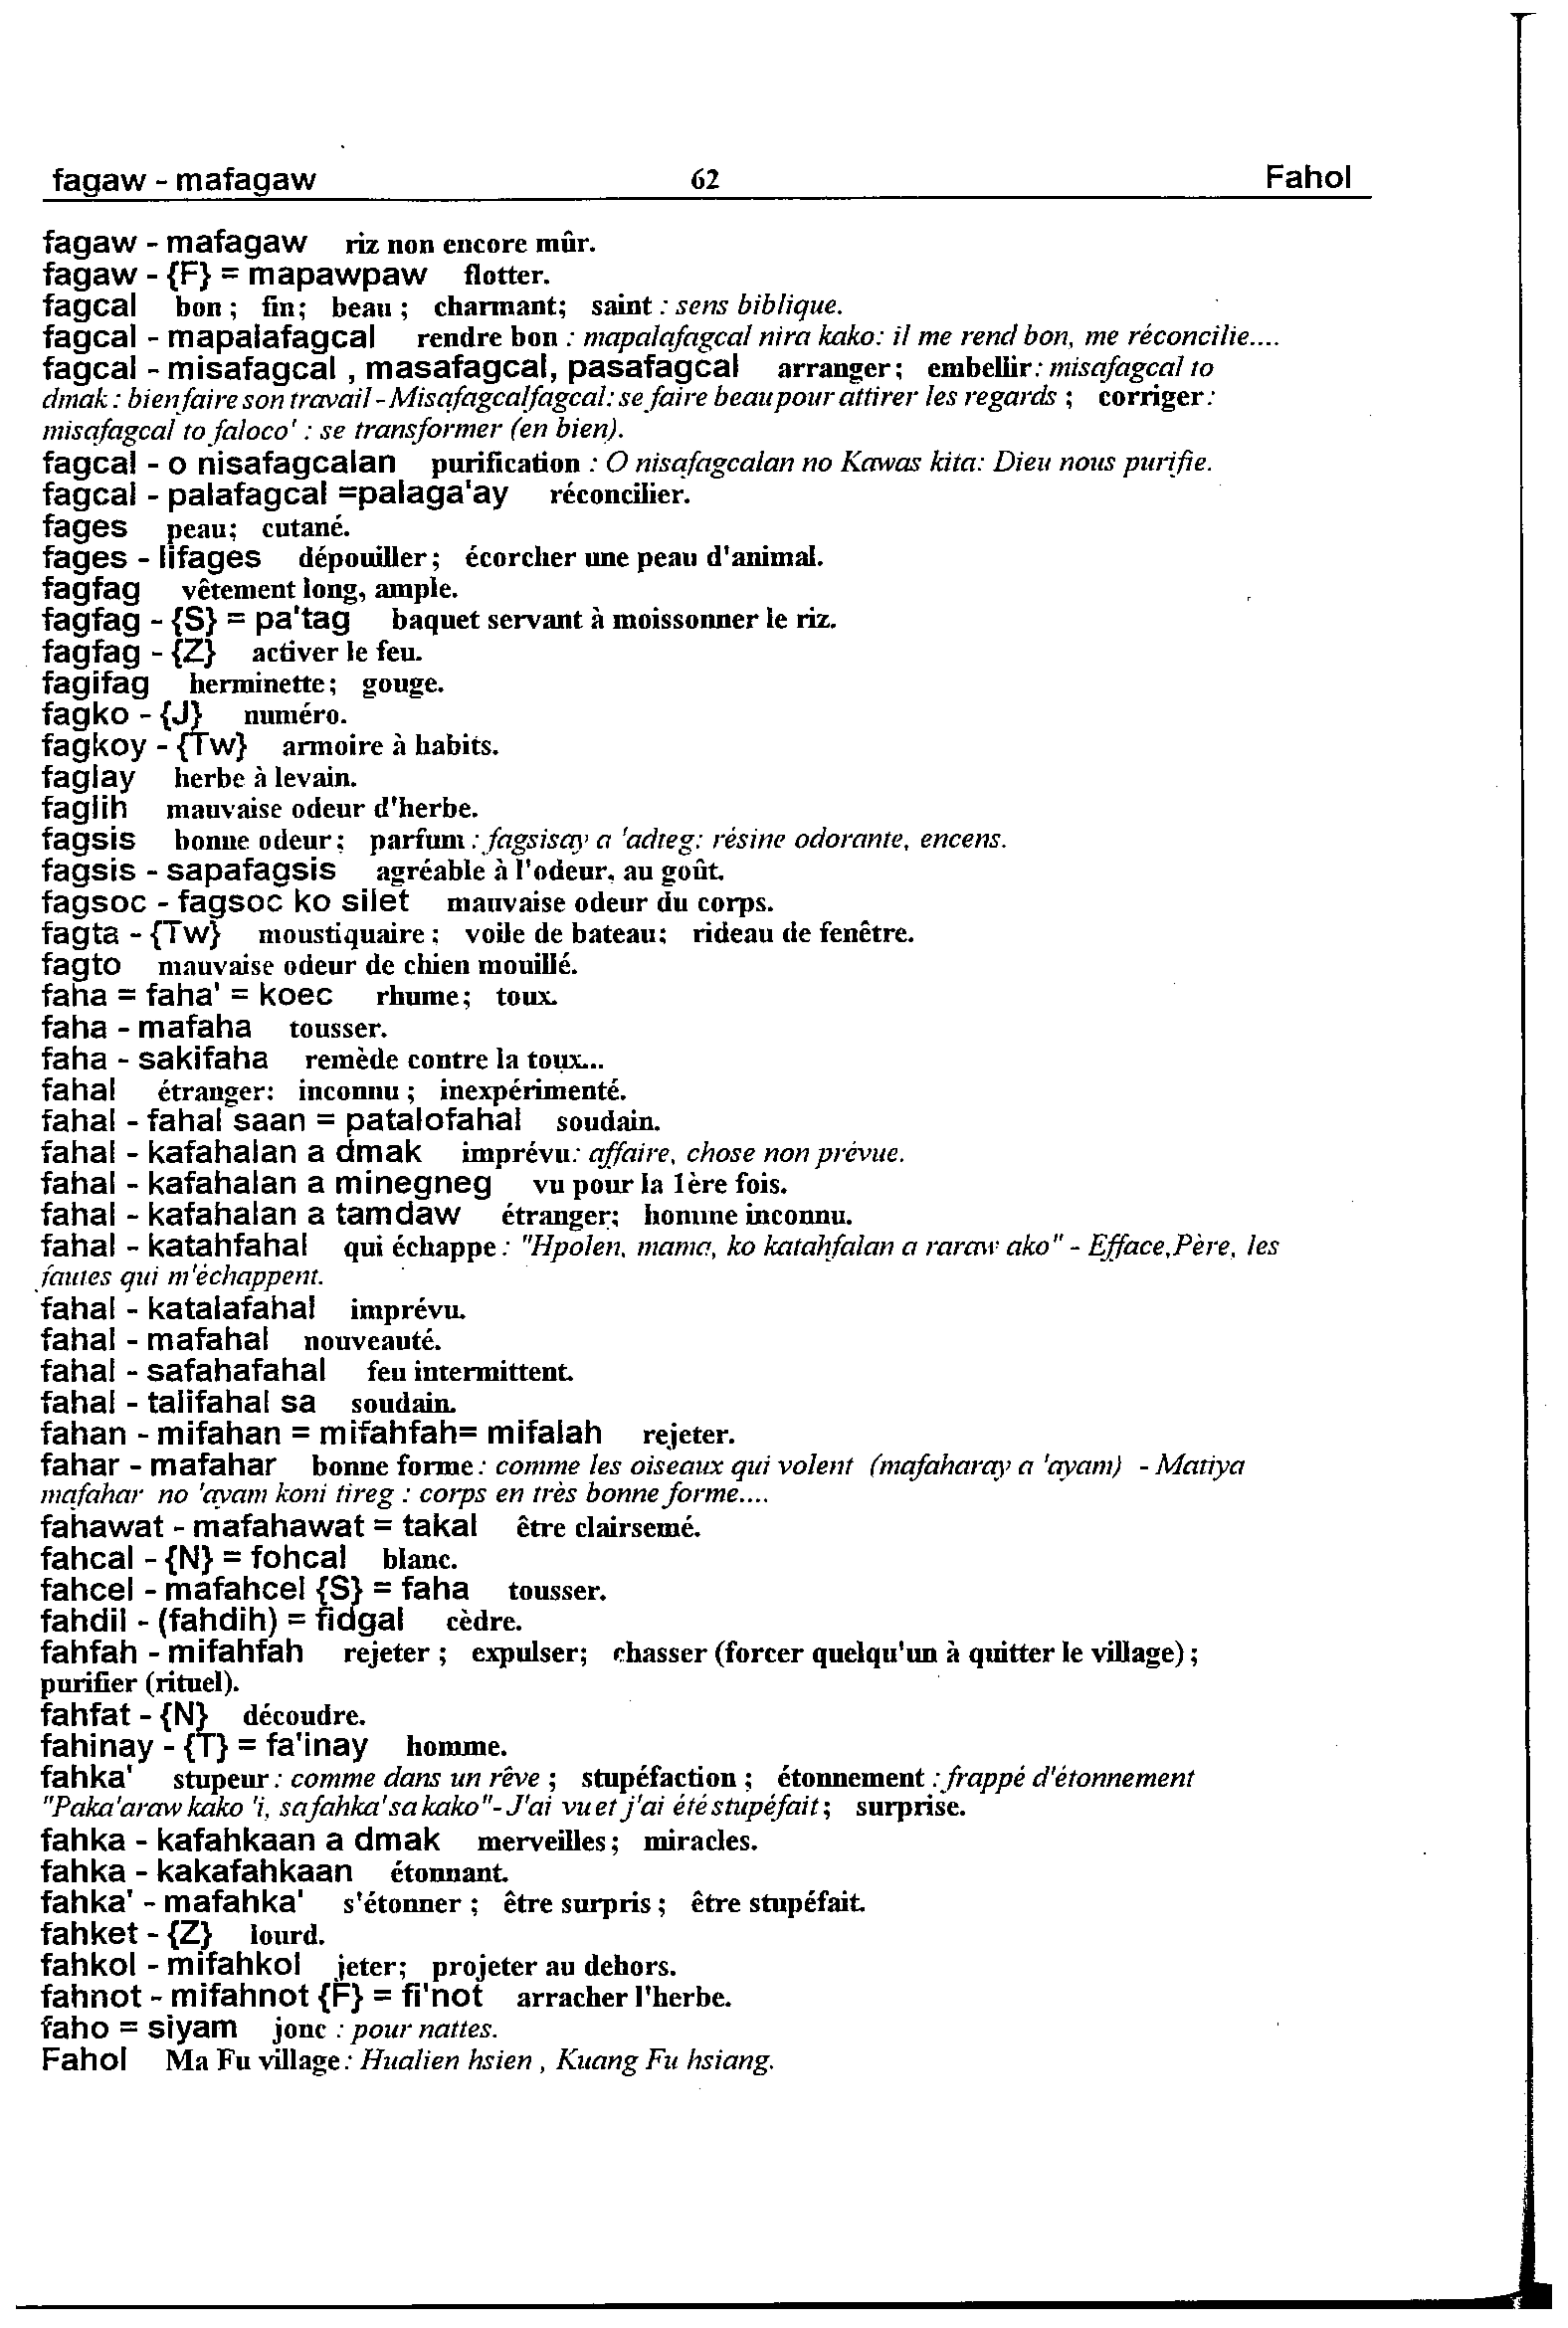 fagaw - mafagaw 62 Fahol
fagaw - mafagaw riz non encore mûr.
fagaw - {F} = mapawpaw flotter.
fagcal bon ; fin; beau ; charmant; saint : sens biblique.
fagcal - mapalafagcal rendre bon : mapalafagcal nira kako: il me rend bon, me réconcilie....
fagcal - misafagcal , masafagcal, pasafagcal arranger ; embellir : misafagcal to
dmak : bien faire son travail - Misafagcalfagcal: se faire beau pour attirer les regards ; corriger :
misafagcal to faloco' : se transformer (en bien).
fagcal - o nisafagcalan purification : O nisafagcalan no Kawas kita: Dieu nous purifie.
fagcal - palafagcal =palaga'ay réconcilier.
fages peau; cutané.
fages - lifages dépouiller ; écorcher une peau d'animal.
fagfag vêtement long, ample.
fagfag - {S} = pa'tag baquet servant à moissonner le riz.
fagfag - {Z} activer le feu.
fagifag herminette ; gouge.
fagko - {J} numéro.
fagkoy - {Tw} armoire à habits.
faglay herbe à levain.
faglih mauvaise odeur d'herbe.
fagsis bonne odeur ; parfum : fagsisay a 'adteg: résine odorante, encens.
fagsis - sapafagsis agréable à l'odeur, au goût.
fagsoc - fagsoc ko silet mauvaise odeur du corps.
fagta - {Tw} moustiquaire ; voile de bateau; rideau de fenêtre.
fagto mauvaise odeur de chien mouillé.
faha = faha' = koec rhume; toux.
faha - mafaha tousser.
faha - sakifaha remède contre la toux...
fahal étranger: inconnu ; inexpérimenté.
fahal - fahal saan = patalofahal soudain.
fahal - kafahalan a dmak imprévu: affaire, chose non prévue.
fahal - kafahalan a minegneg vu pour la 1ère fois.
fahal - kafahalan a tamdaw étranger; homme inconnu.
fahal - katahfahal qui échappe : "Hpolen, mama, ko katahfalan a raraw ako" - Efface,Père, les
fautes qui m'échappent.
fahal - katalafahal imprévu.
fahal - mafahal nouveauté.
fahal - safahafahal feu intermittent.
fahal - talifahal sa soudain.
fahan - mifahan = mifahfah= mifalah rejeter.
fahar - mafahar bonne forme : comme les oiseaux qui volent (mafaharay a 'ayam) - Matiya
mafahar no 'ayam koni tireg : corps en très bonne forme....
fahawat - mafahawat = takal être clairsemé.
fahcal - {N} = fohcal blanc.
fahcel - mafahcel {S} = faha tousser.
fahdil - (fahdih) = fidgal cèdre.
fahfah - mifahfah rejeter ; expulser; chasser (forcer quelqu'un à quitter le village) ;
purifier (rituel).
fahfat - {N} découdre.
fahinay - {T} = fa'inay homme.
fahka' stupeur : comme dans un rêve ; stupéfaction ; étonnement : frappé d'étonnement
"Paka'araw kako 'i, safahka'sa kako"- J'ai vu et j'ai été stupéfait ; surprise.
fahka - kafahkaan a dmak merveilles ; miracles.
fahka - kakafahkaan étonnant.
fahka' - mafahka' s'étonner ; être surpris ; être stupéfait.
fahket - {Z} lourd.
fahkol - mifahkol jeter; projeter au dehors.
fahnot - mifahnot {F} = fi'not arracher l'herbe.
faho = siyam jonc : pour nattes.
Fahol Ma Fu village : Hualien hsien , Kuang Fu hsiang.